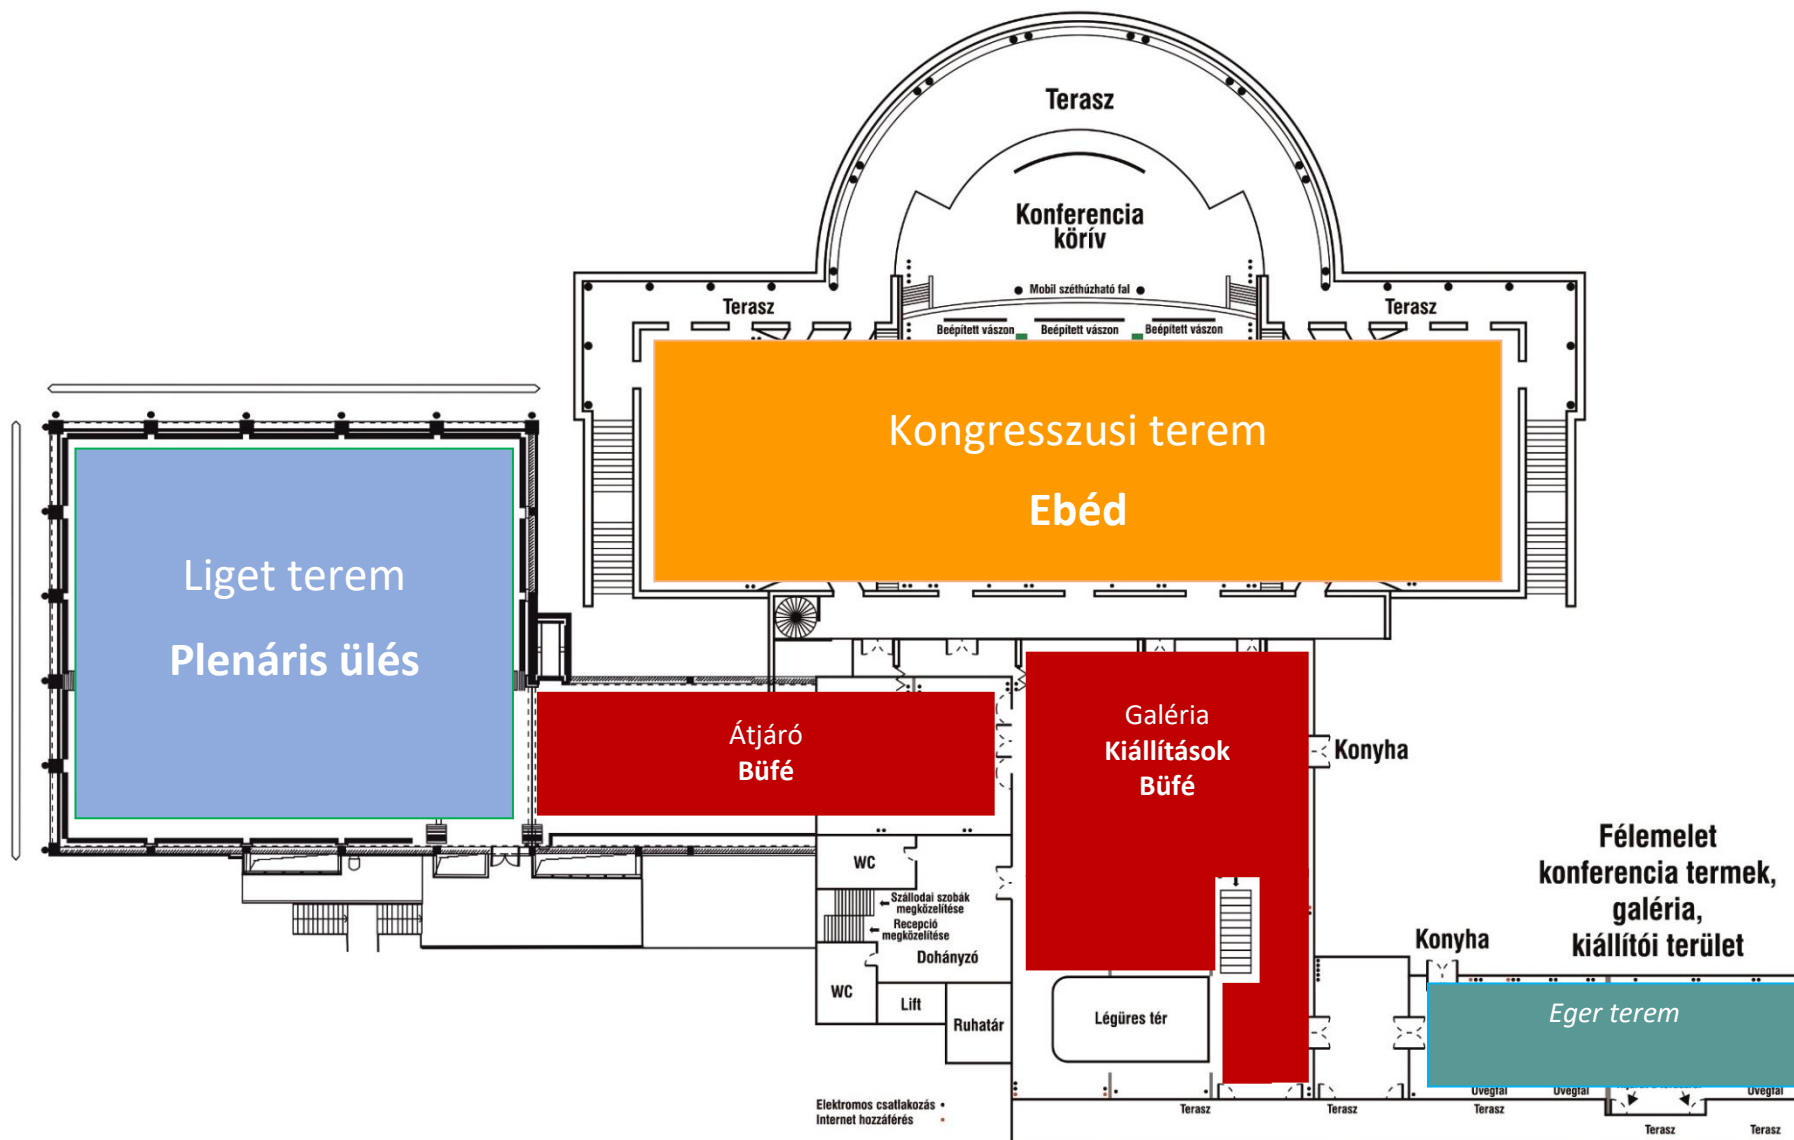 Terasz
Konferencia
körív
Mobil széthúzható fal
Terasz
Terasz
Beépített vászon
Beépített vászon
Beépített vászon
Kongresszusi terem
Ebéd
Liget terem
Plenáris ülés
Átjáró
Büfé
Galéria
Kiállítások
Büfé
Konyha
Félemelet
konferencia termek,
galéria,
kiállítói terület
WC
Szállodai szobák
megközelítése
Recepció
megközelítése
Dohányzó
Konyha
WC
Lift
Ruhatár
Légüres tér
Eger terem
Üvegfal
Üvegfal
Üvegfal
Elektromos csatlakozás
Internet hozzáférés
Terasz
Terasz
Terasz
Terasz
Terasz